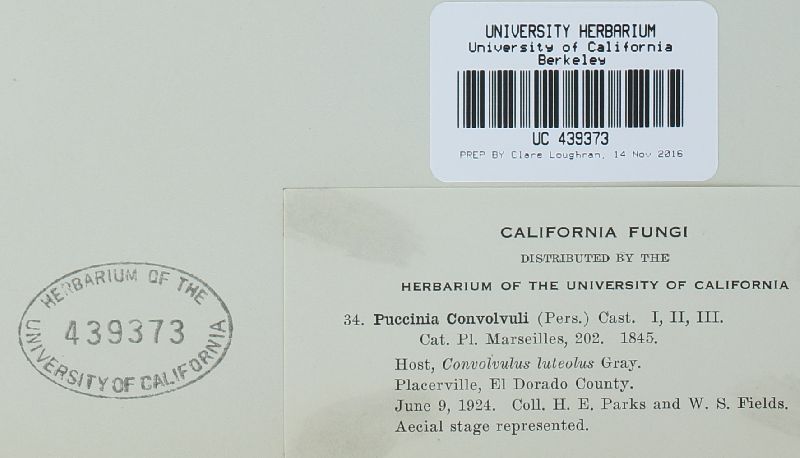 UNIVERSITY HERBARIUM
University of California
Berkeley
UC 439373
PREP BY Clare Loughran, 14 Nov 2016
CALIFORNIA FUNGI
DISTRIBUTED BY THE
HERBARIUM OF THE UNIVERSITY OF CALIFORNIA
34. Puccinia Convolvuli (Pers.) Cast. I, II, III.
Cat. Pl. Marseilles, 202. 1845.
Host, Convolvulus luteolus Gray.
Placerville, El Dorado County.
June 9, 1924. Coll. H. E. Parks and W. S. Fields.
Aecial stage represented.
HERBARIUM OF THE
439373
UNIVERSITY OF CALIFORNIA